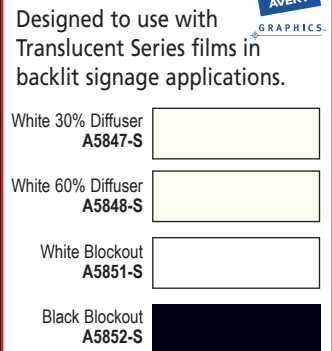 AVERY
GRAPHICS
Designed to use with
Translucent Series films in
backlit signage applications.
White 30% Diffuser
A5847-S
White 60% Diffuser
A5848-S
White Blockout
A5851-S
Black Blockout
A5852-S